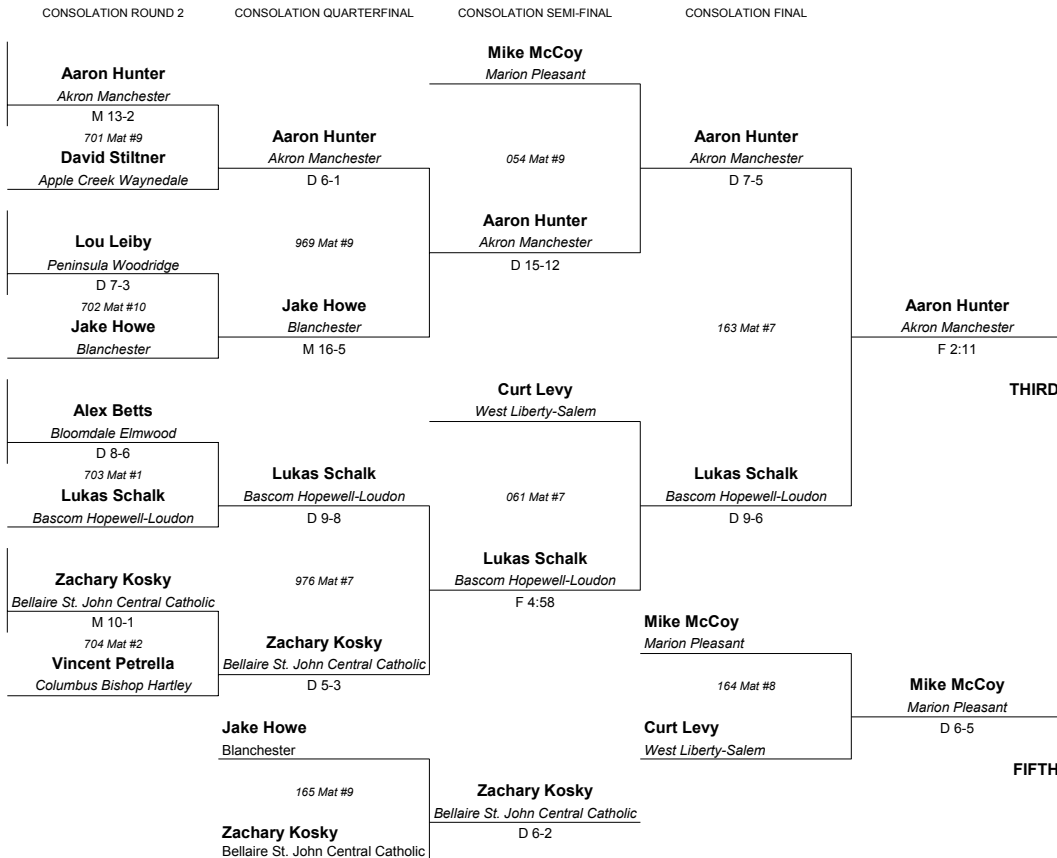 CONSOLATION ROUND 2
CONSOLATION QUARTERFINAL
CONSOLATION SEMI-FINAL
CONSOLATION FINAL
Aaron Hunter
Akron Manchester
M 13-2
701 Mat #9
David Stiltner
Apple Creek Waynedale
Lou Leiby
Peninsula Woodridge
D 7-3
702 Mat #10
Jake Howe
Blanchester
Alex Betts
Bloomdale Elmwood
D 8-6
703 Mat #1
Lukas Schalk
Bascom Hopewell-Loudon
Zachary Kosky
Bellaire St. John Central Catholic
M 10-1
704 Mat #2
Vincent Petrella
Columbus Bishop Hartley
Aaron Hunter
Akron Manchester
D 6-1
969 Mat #9
Jake Howe
Blanchester
M 16-5
Lukas Schalk
Bascom Hopewell-Loudon
D 9-8
976 Mat #7
Zachary Kosky
Bellaire St. John Central Catholic
D 5-3
Jake Howe
Blanchester
165 Mat #9
Zachary Kosky
Bellaire St. John Central Catholic
Mike McCoy
Marion Pleasant
054 Mat #9
Aaron Hunter
Akron Manchester
D 15-12
Curt Levy
West Liberty-Salem
061 Mat #7
Lukas Schalk
Bascom Hopewell-Loudon
F 4:58
Zachary Kosky
Bellaire St. John Central Catholic
D 6-2
Aaron Hunter
Akron Manchester
D 7-5
163 Mat #7
Lukas Schalk
Bascom Hopewell-Loudon
D 9-6
Mike McCoy
Marion Pleasant
164 Mat #8
Curt Levy
West Liberty-Salem
Aaron Hunter
Akron Manchester
F 2:11
THIRD
Mike McCoy
Marion Pleasant
D 6-5
FIFTH